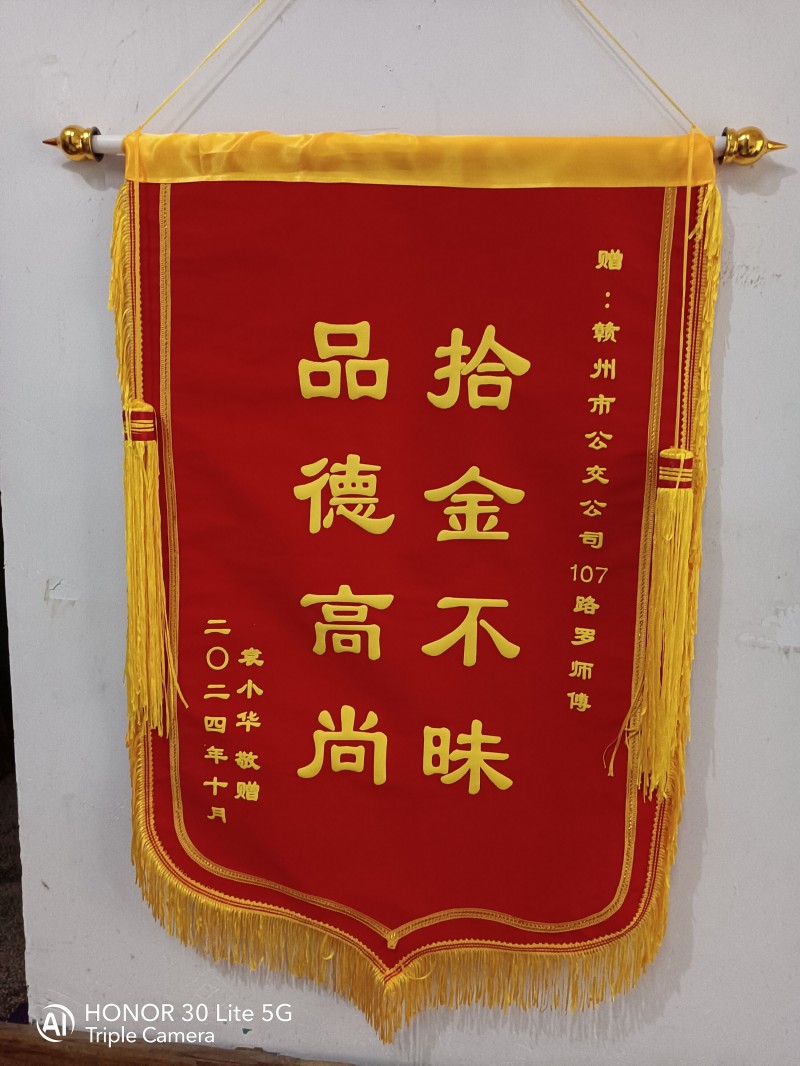 赠：赣州市公交公司107路罗师傅
拾金不昧
品德高尚
袁小华 敬赠
二〇二四年十月
HONOR 30 Lite 5G
Triple Camera
AI